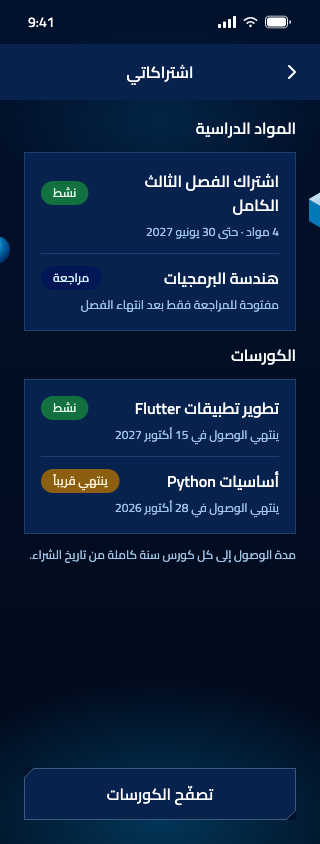 9:41
اشتراكاتي
المواد الدراسية
اشتراك الفصل الثالث
الكامل
نشط
4 مواد · حتى 30 يونيو 2027
هندسة البرمجيات
مراجعة
مفتوحة للمراجعة فقط بعد انتهاء الفصل
الكورسات
تطوير تطبيقات Flutter
نشط
ينتهي الوصول في 15 أكتوبر 2027
أساسيات Python
ينتهي قريباً
ينتهي الوصول في 28 أكتوبر 2026
مدة الوصول إلى كل كورس سنة كاملة من تاريخ الشراء.
تصفّح الكورسات